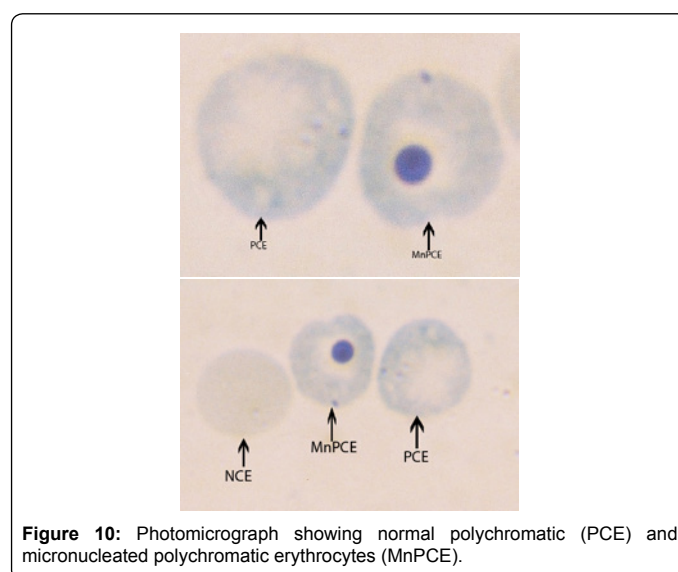 PCE
MnPCE
NCE
MnPCE
PCE
Figure 10: Photomicrograph showing normal polychromatic (PCE) and
micronucleated polychromatic erythrocytes (MnPCE).